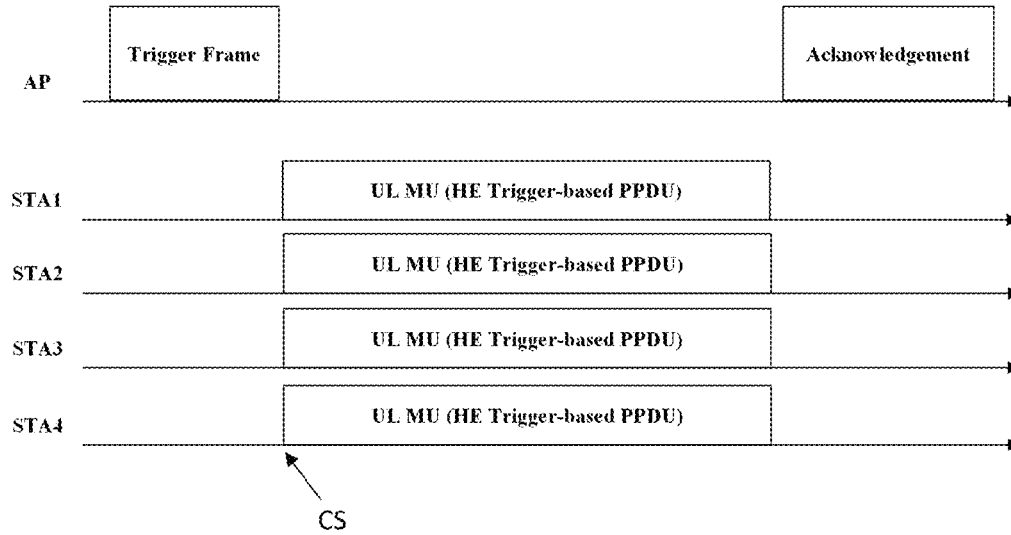 Trigger Frame
Acknowledgement
AP
STA1
UL MU (HE Trigger-based PPDU)
STA2
UL MU (HE Trigger-based PPDU)
STA3
UL MU (HE Trigger-based PPDU)
STA4
UL MU (HE Trigger-based PPDU)
CS